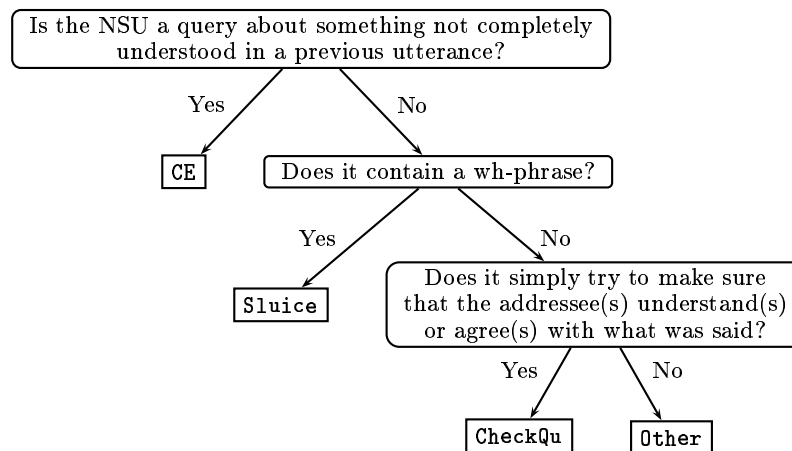 Is the NSU a query about something not completely
understood in a previous utterance?
Yes
No
CE
Does it contain a wh-phrase?
Yes
No
Sluice
Does it simply try to make sure
that the addressee(s) understand(s)
or agree(s) with what was said?
Yes
No
CheckQu
Other